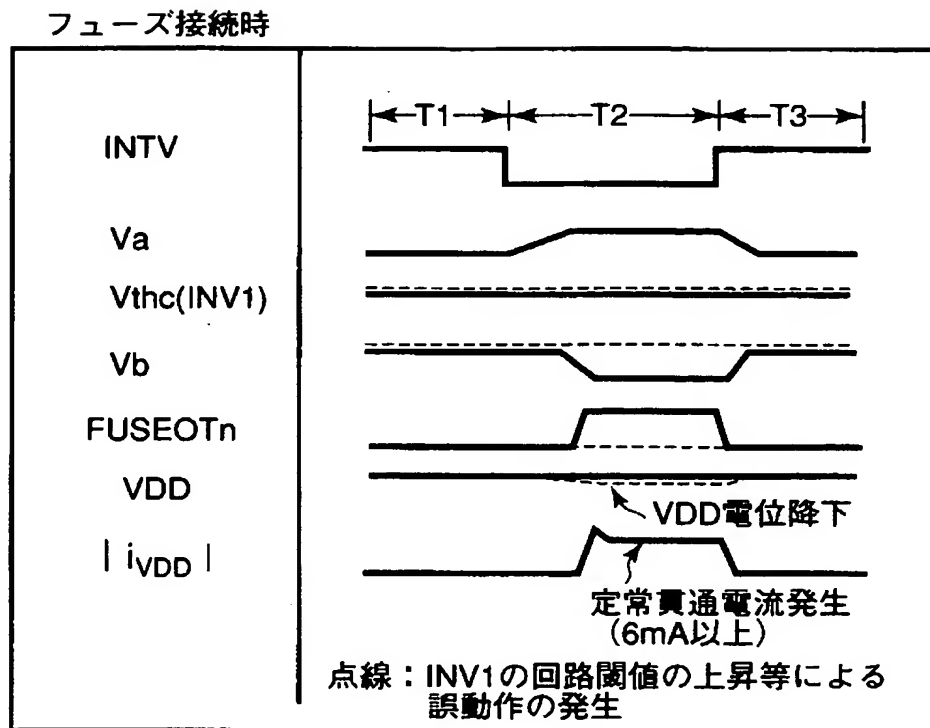 フューズ接続時
T1
T2
T3
INTV
Va
Vthc(INV1)
Vb
FUSEOTn
VDD
VDD電位降下
| iVDD |
定常貫通電流発生
(6mA以上)
点線：INV1の回路閾値の上昇等による
誤動作の発生